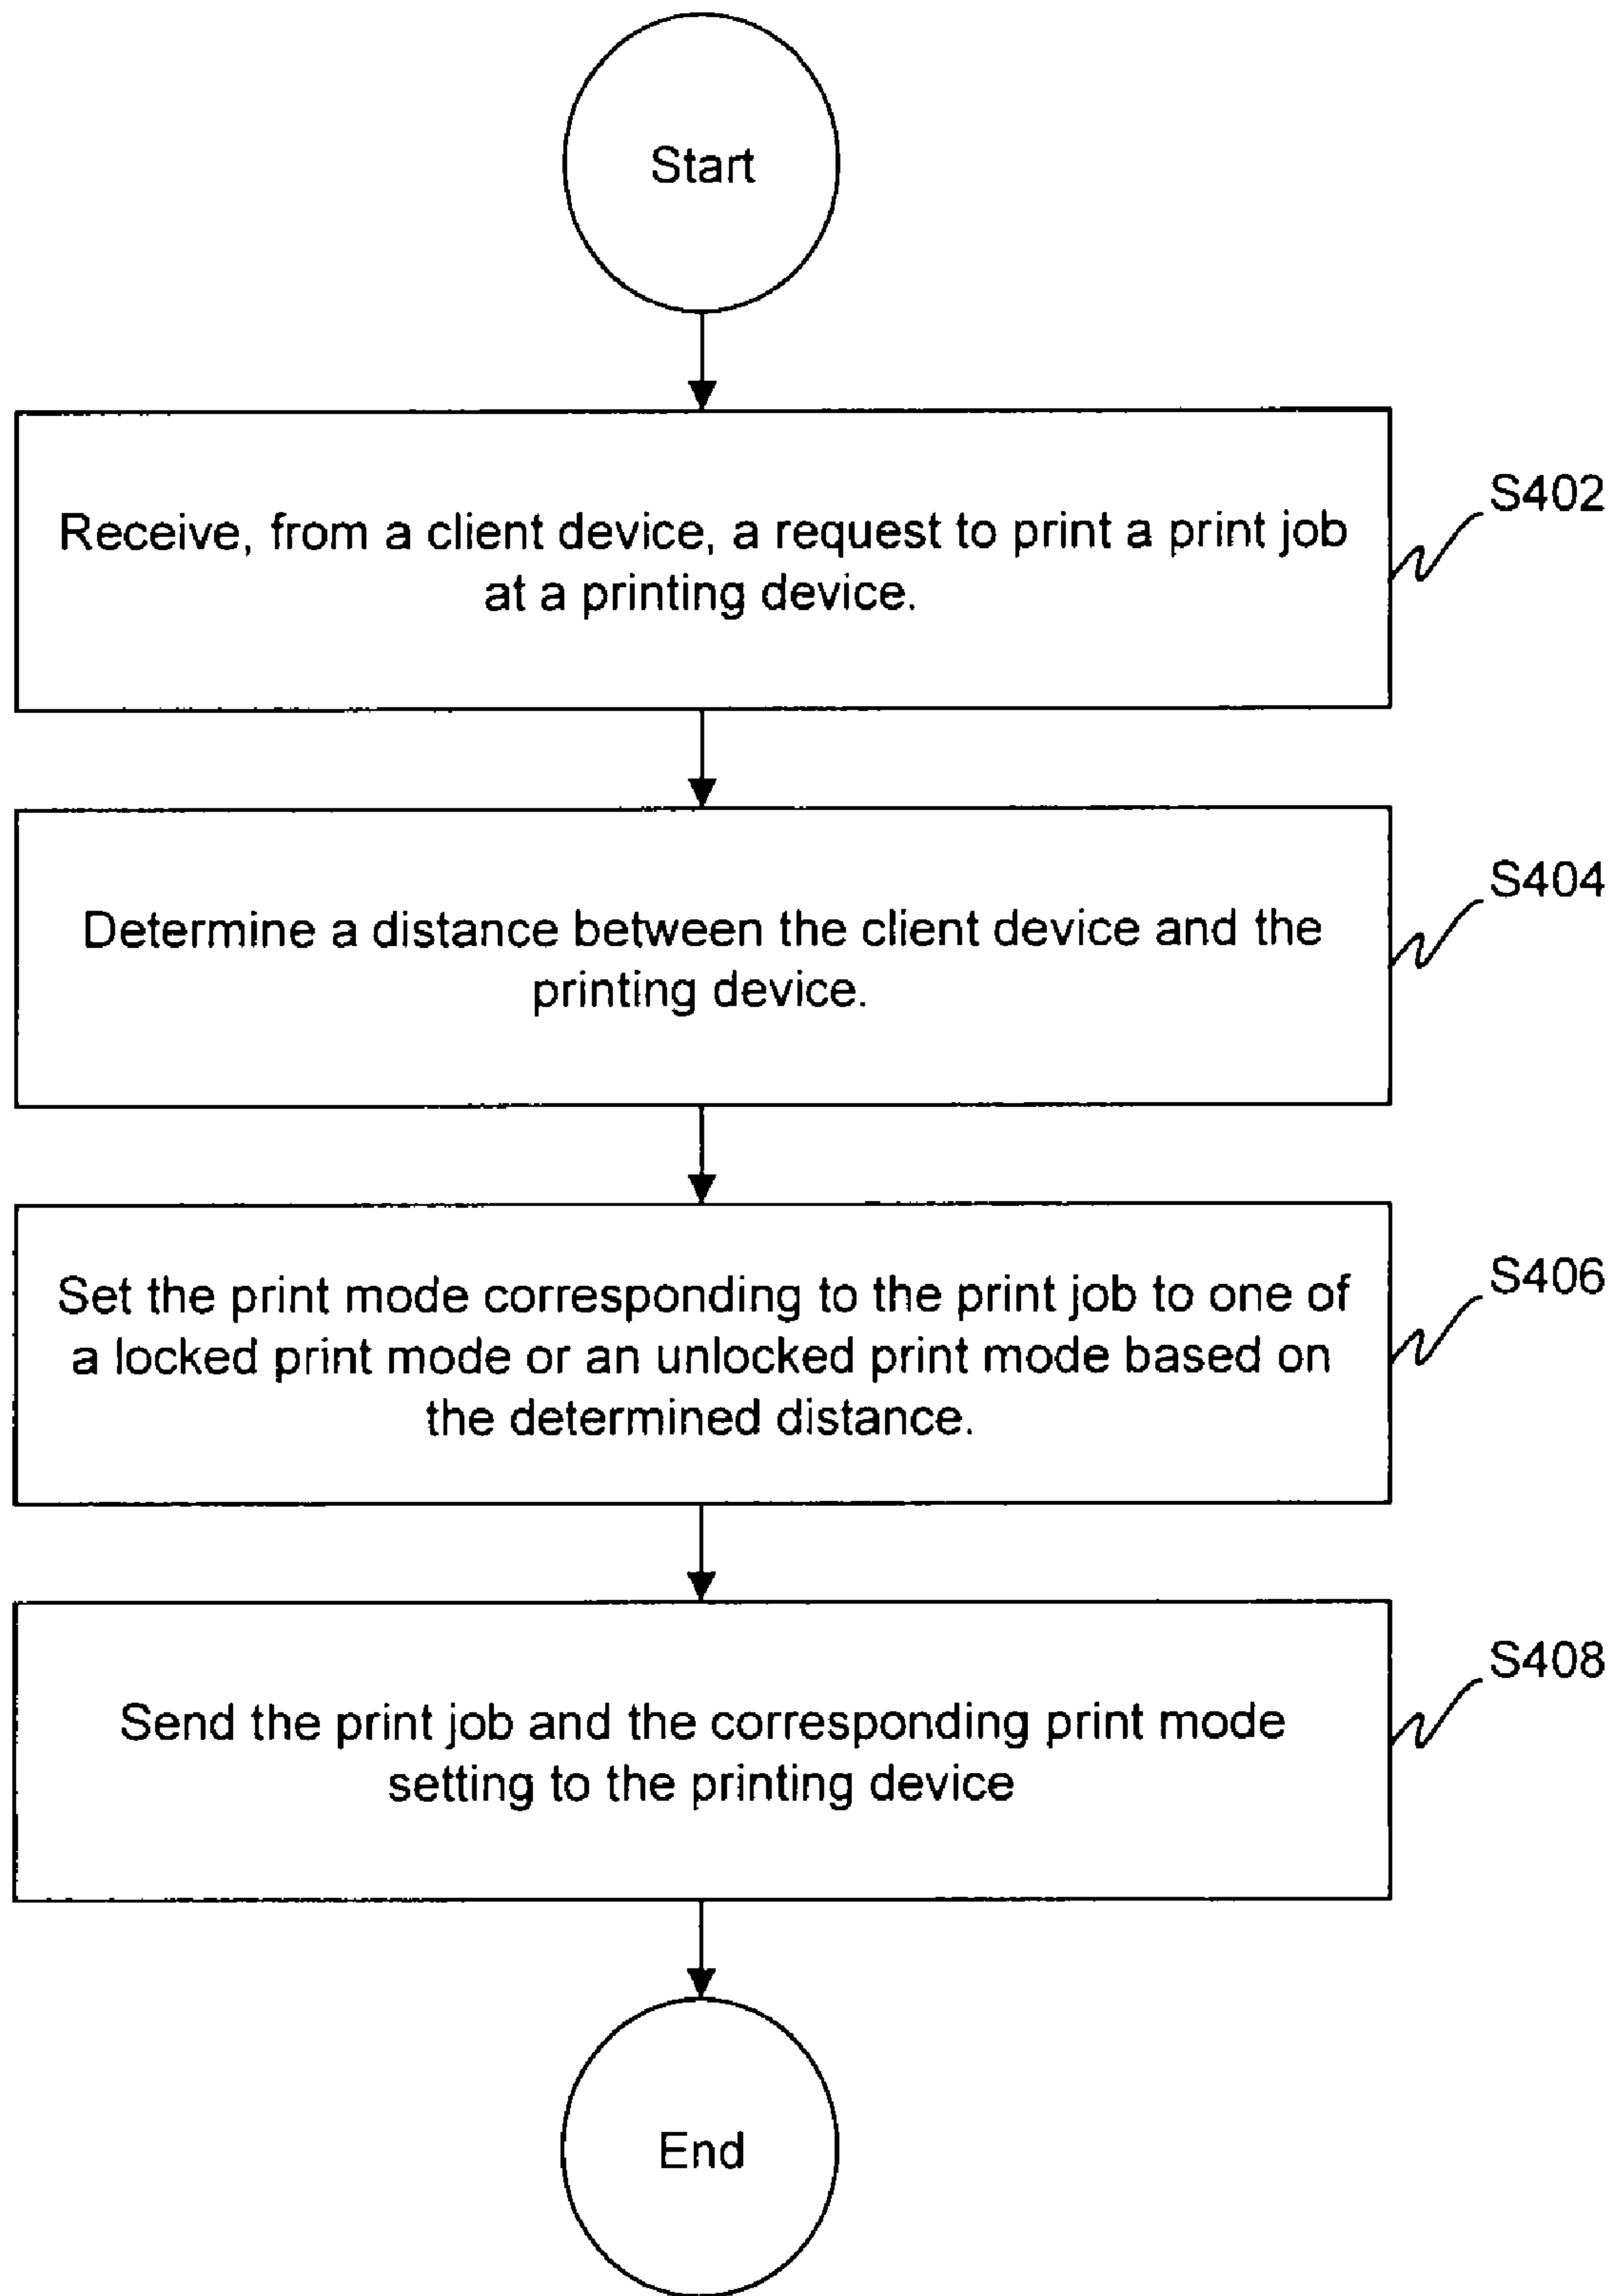 Start
Receive, from a client device, a request to print a print job
at a printing device.
S402
Determine a distance between the client device and the
printing device.
S404
Set the print mode corresponding to the print job to one of
a locked print mode or an unlocked print mode based on
the determined distance.
S406
Send the print job and the corresponding print mode
setting to the printing device
S408
End